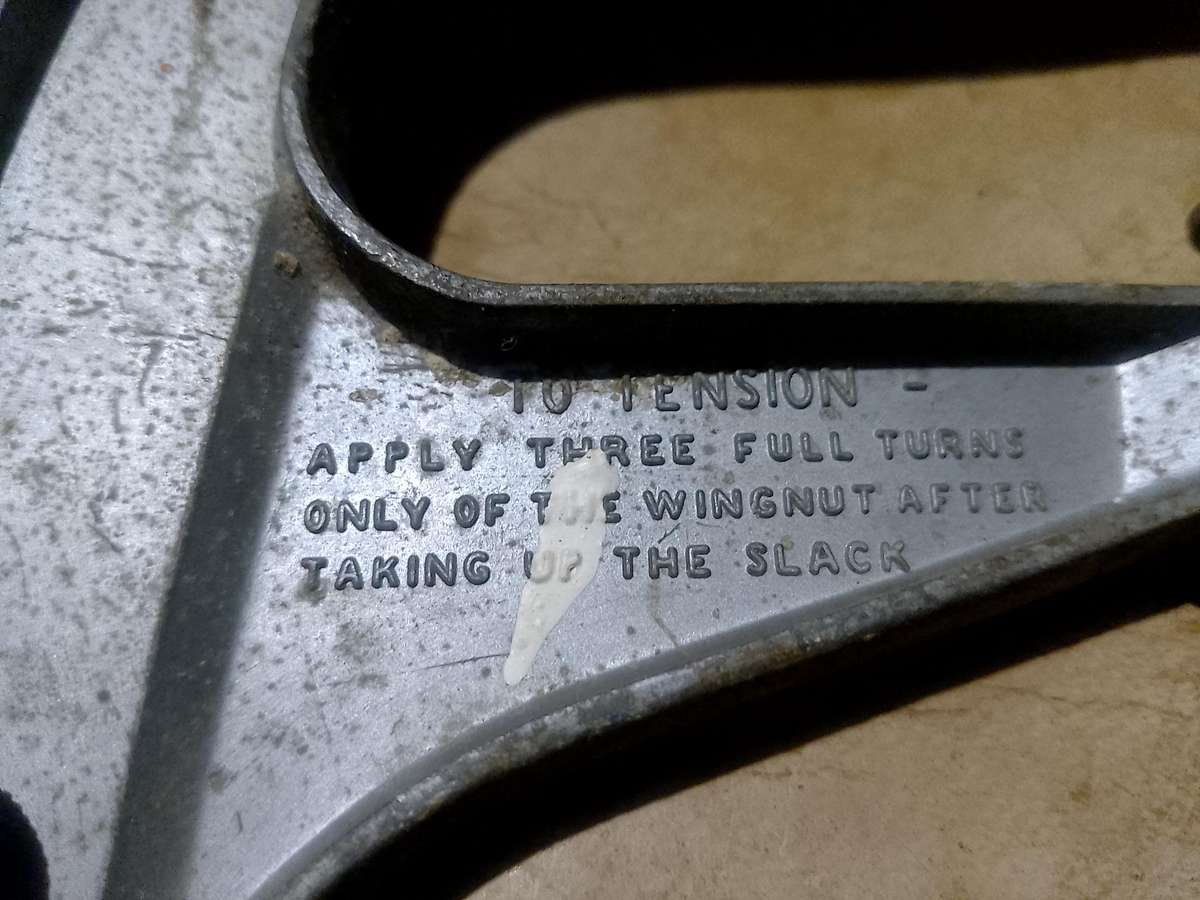 TO TENSION -
APPLY THREE FULL TURNS
ONLY OF THE WINGNUT AFTER
TAKING UP THE SLACK